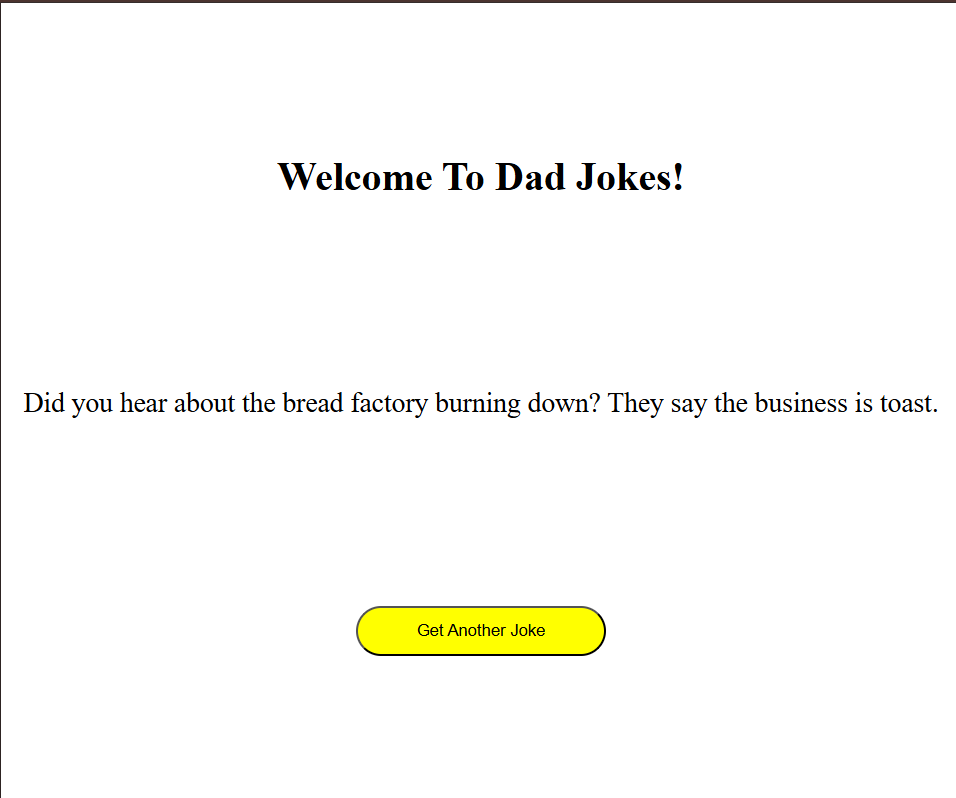 Welcome To Dad Jokes!
Did you hear about the bread factory burning down? They say the business is toast.
Get Another Joke